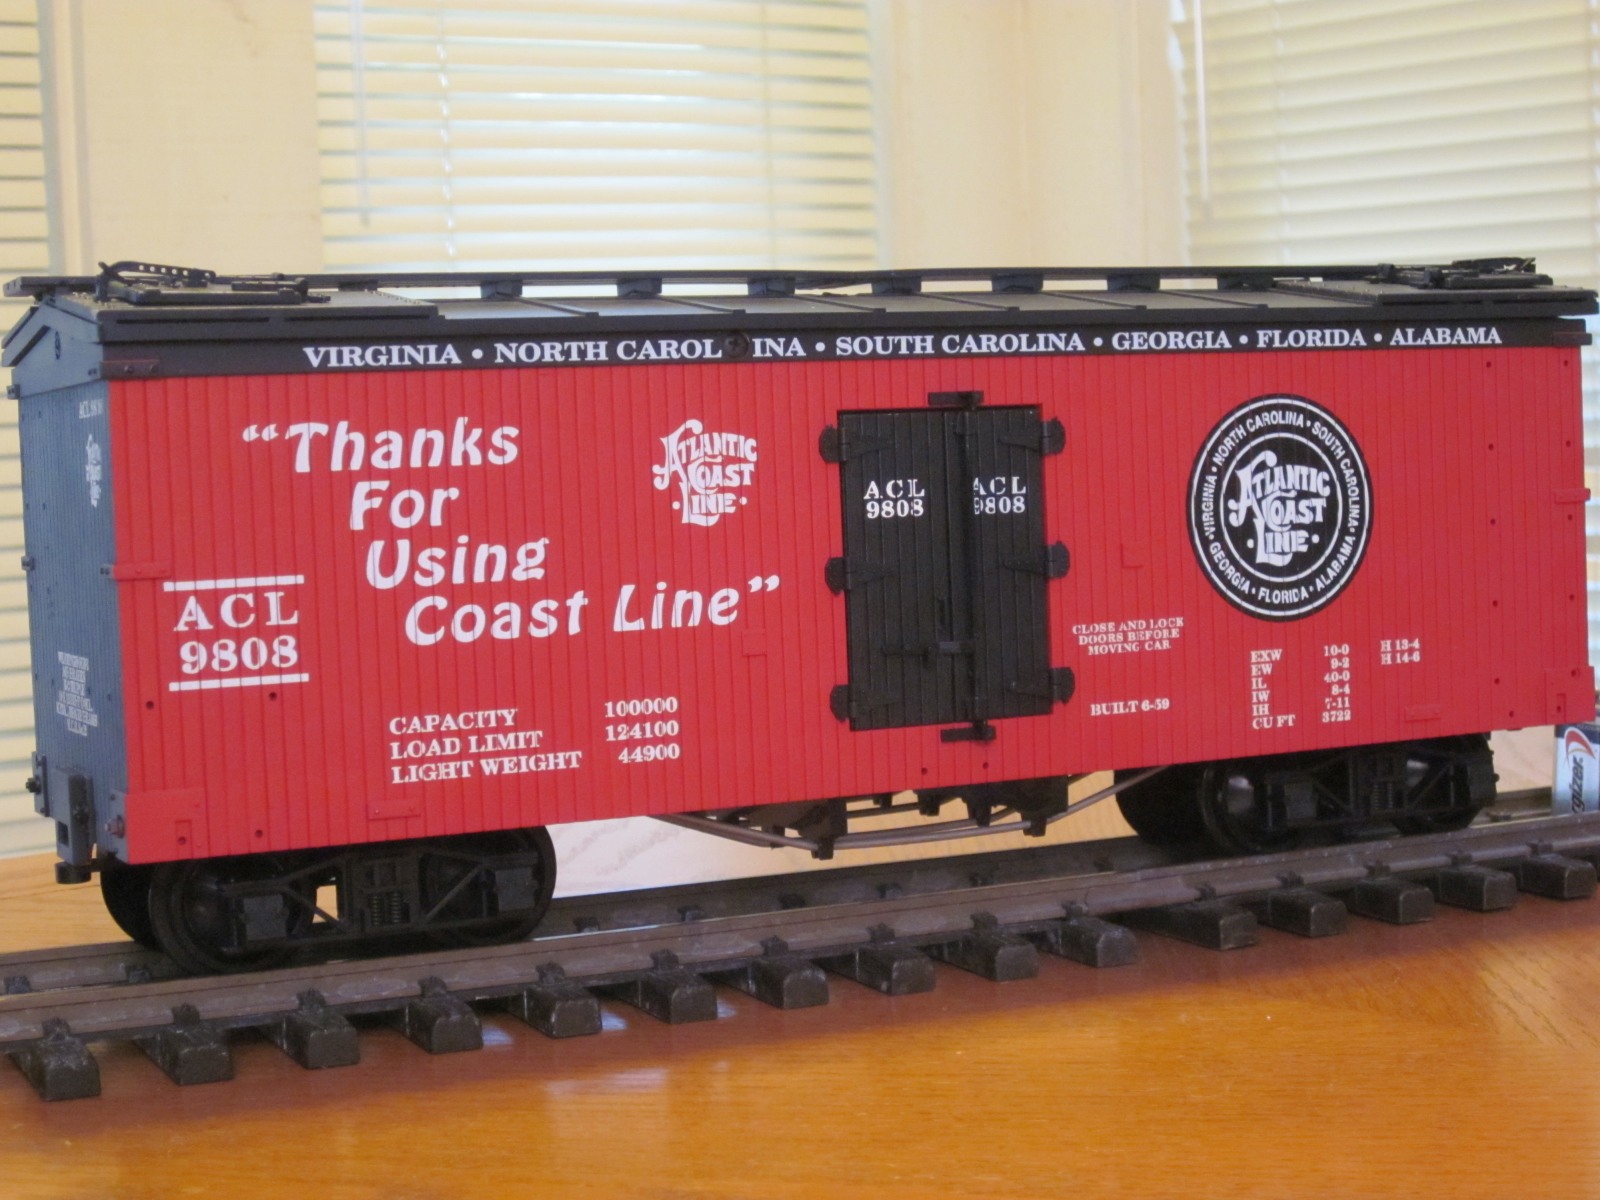 VIRGINIA • NORTH CAROLINA • SOUTH CAROLINA • GEORGIA • FLORIDA • ALABAMA
“Thanks
For
Using
Coast Line”
ATLANTIC
COAST
LINE
ACL
9808
CAPACITY 100000
LOAD LIMIT 124100
LIGHT WEIGHT 44900
ACL
9808
ACL
9808
CLOSE AND LOCK
DOORS BEFORE
MOVING CAR
BUILT 6-59
VIRGINIA • NORTH CAROLINA • SOUTH CAROLINA •
GEORGIA • FLORIDA • ALABAMA
ATLANTIC
COAST
LINE
EXW 10-0 H 13-4
EW 9-2 H 14-6
IL 40-0
IW 8-4
IH 7-11
CU FT 3722
ACL 9808